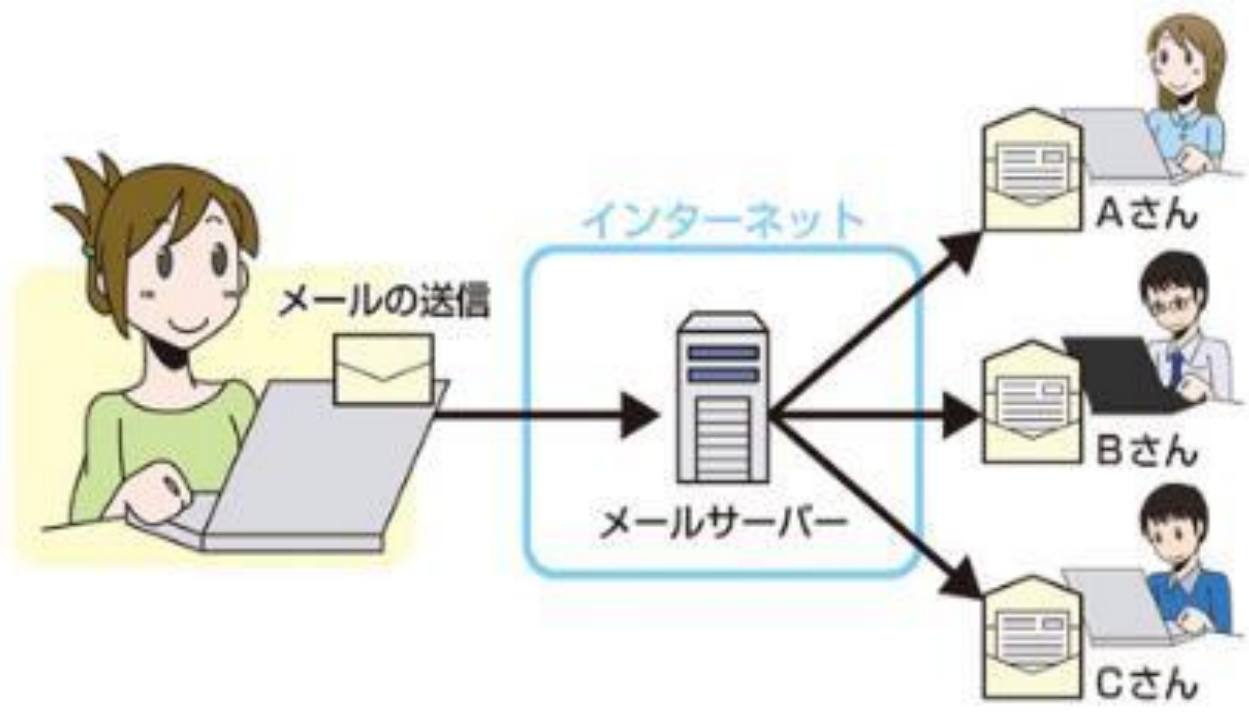 メールの送信
インターネット
メールサーバー
Aさん
Bさん
Cさん